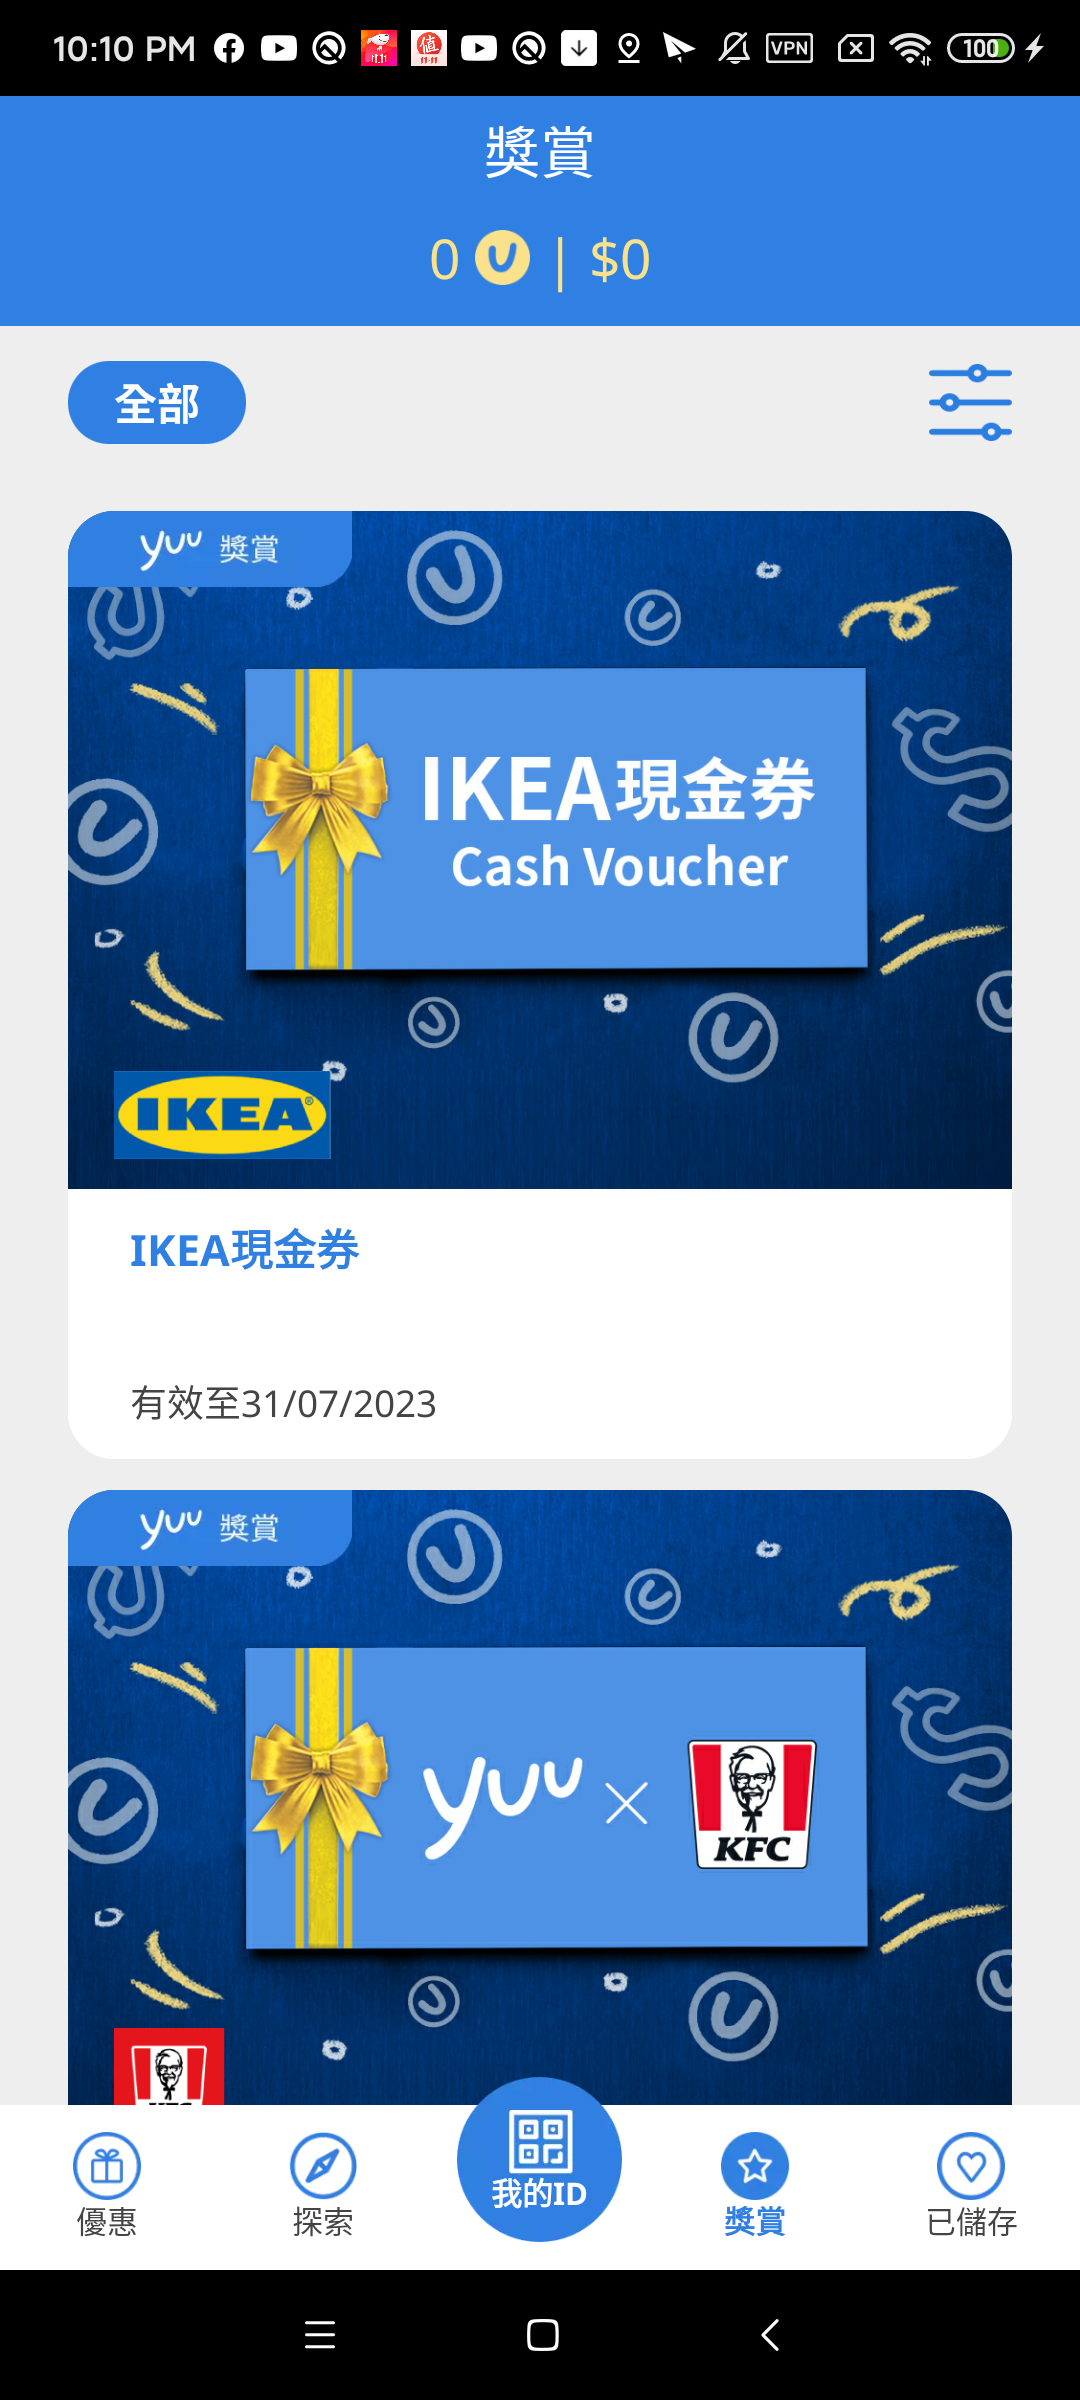 10:10 PM
VPN
100
獎賞
0 | $0
全部
yuu 獎賞
IKEA現金券
Cash Voucher
IKEA
IKEA現金券
有效至31/07/2023
yuu 獎賞
yuu × KFC
優惠
探索
我的ID
獎賞
已儲存